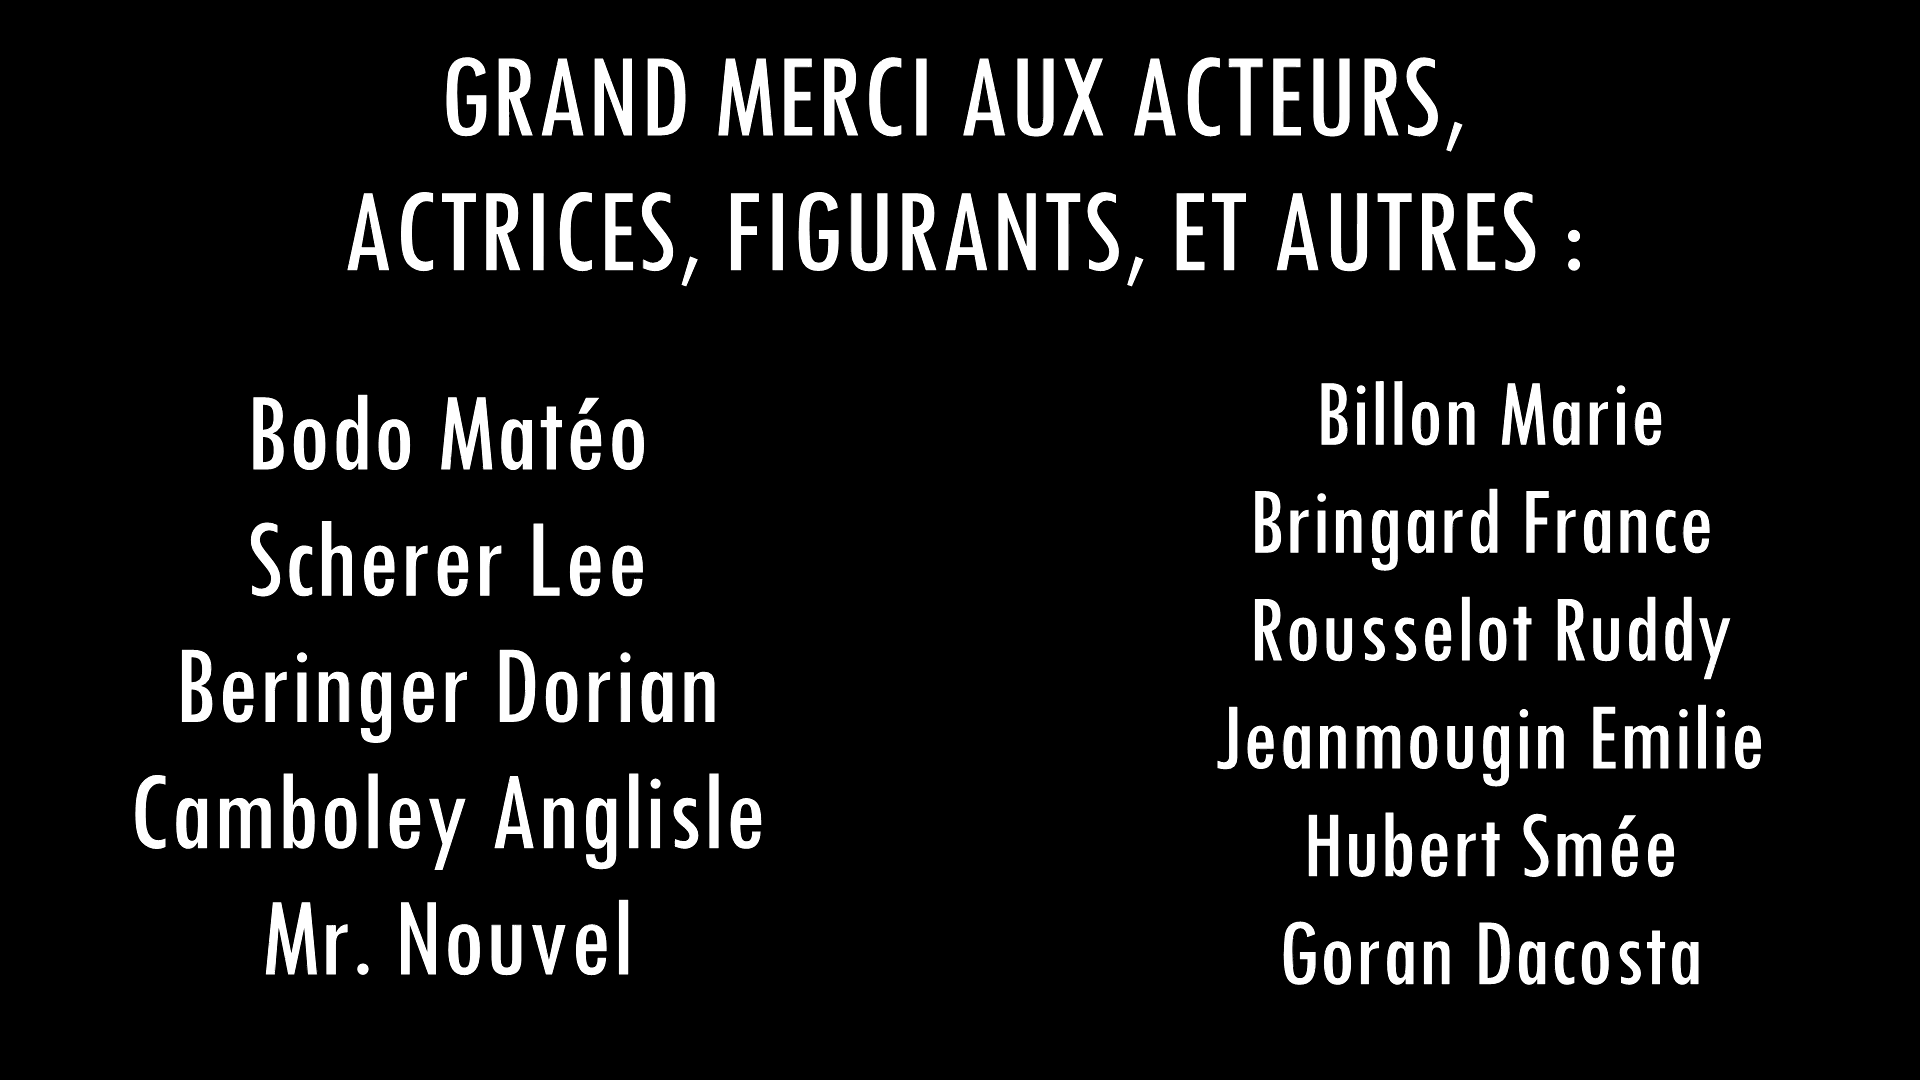 GRAND MERCI AUX ACTEURS,
ACTRICES, FIGURANTS, ET AUTRES :
Bodo Matéo
Scherer Lee
Beringer Dorian
Camboley Anglisle
Mr. Nouvel
Billon Marie
Bringard France
Rousselot Ruddy
Jeanmougin Emilie
Hubert Smée
Goran Dacosta